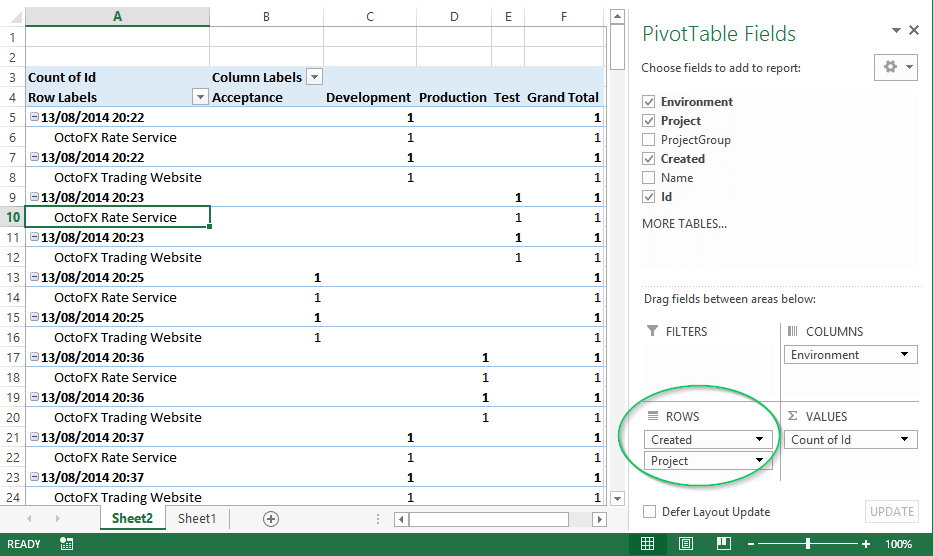 A B C D E F
1
2
3 Count of Id Column Labels
4 Row Labels Acceptance Development Production Test Grand Total
5 13/08/2014 20:22 1 1
6 OctoFX Rate Service 1 1
7 13/08/2014 20:22 1 1
8 OctoFX Trading Website 1 1
9 13/08/2014 20:23 1 1
10 OctoFX Rate Service 1 1
11 13/08/2014 20:23 1 1
12 OctoFX Trading Website 1 1
13 13/08/2014 20:25 1 1
14 OctoFX Rate Service 1 1
15 13/08/2014 20:25 1 1
16 OctoFX Trading Website 1 1
17 13/08/2014 20:36 1 1
18 OctoFX Rate Service 1 1
19 13/08/2014 20:36 1 1
20 OctoFX Trading Website 1 1
21 13/08/2014 20:37 1 1
22 OctoFX Rate Service 1 1
23 13/08/2014 20:37 1 1
24 OctoFX Trading Website 1 1
Sheet2 Sheet1
READY
100%
PivotTable Fields
Choose fields to add to report:
Environment
Project
ProjectGroup
Created
Name
Id
MORE TABLES...
Drag fields between areas below:
FILTERS
COLUMNS
Environment
ROWS
Created
Project
Σ VALUES
Count of Id
Defer Layout Update
UPDATE